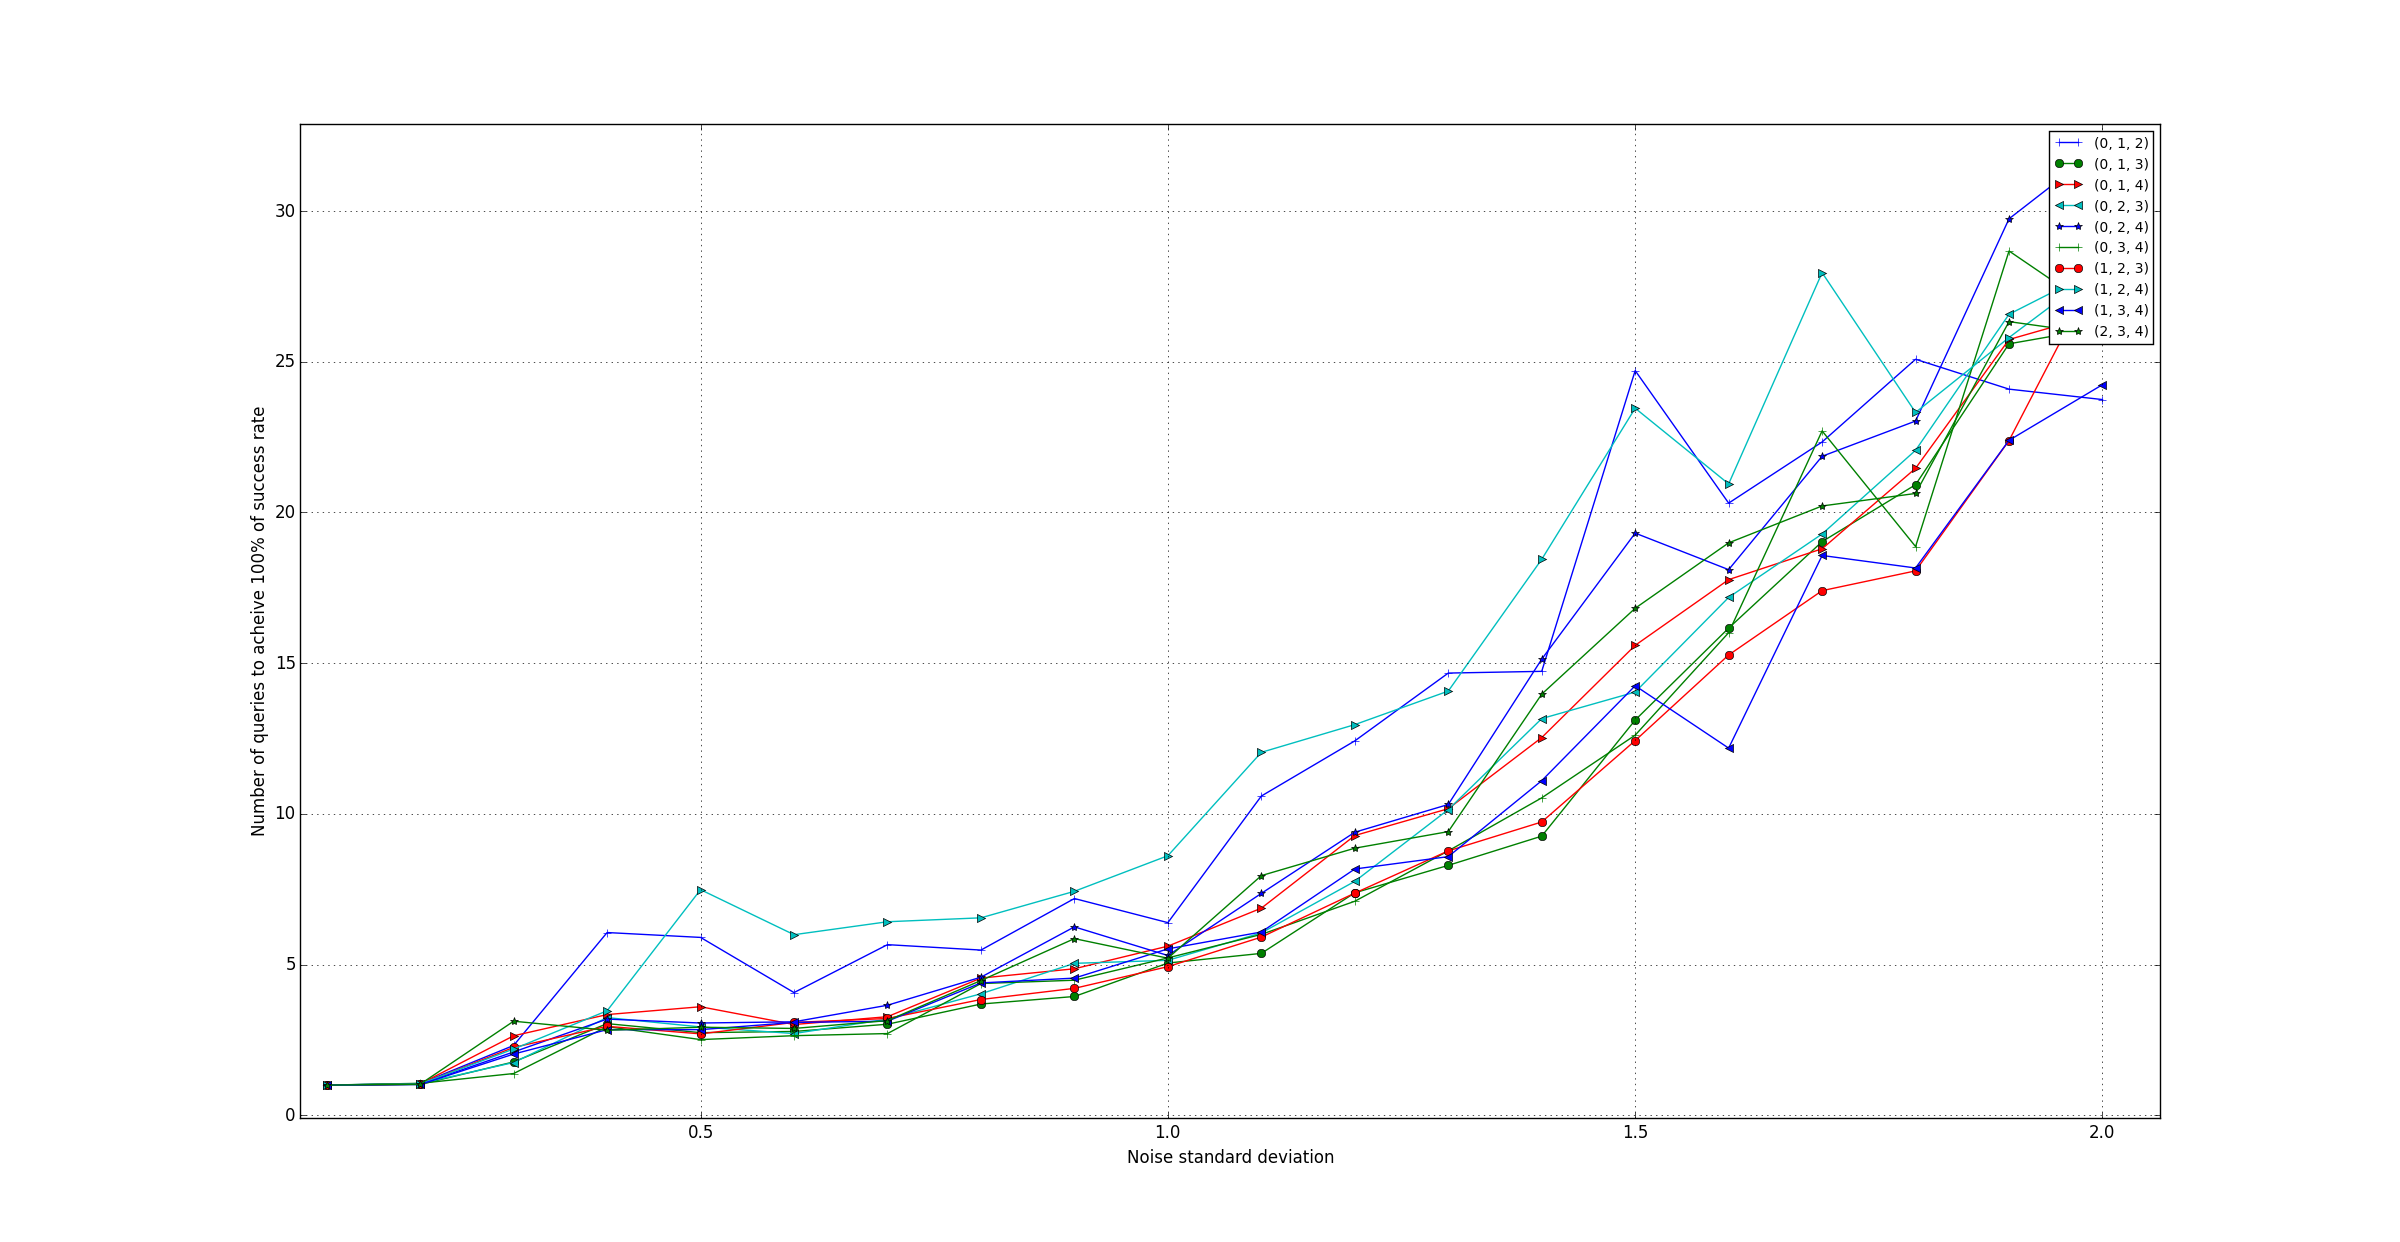 30
25
20
15
10
5
0
0.5 1.0 1.5 2.0
Noise standard deviation
Number of queries to acheive 100% of success rate
(0, 1, 2)
(0, 1, 3)
(0, 1, 4)
(0, 2, 3)
(0, 2, 4)
(0, 3, 4)
(1, 2, 3)
(1, 2, 4)
(1, 3, 4)
(2, 3, 4)